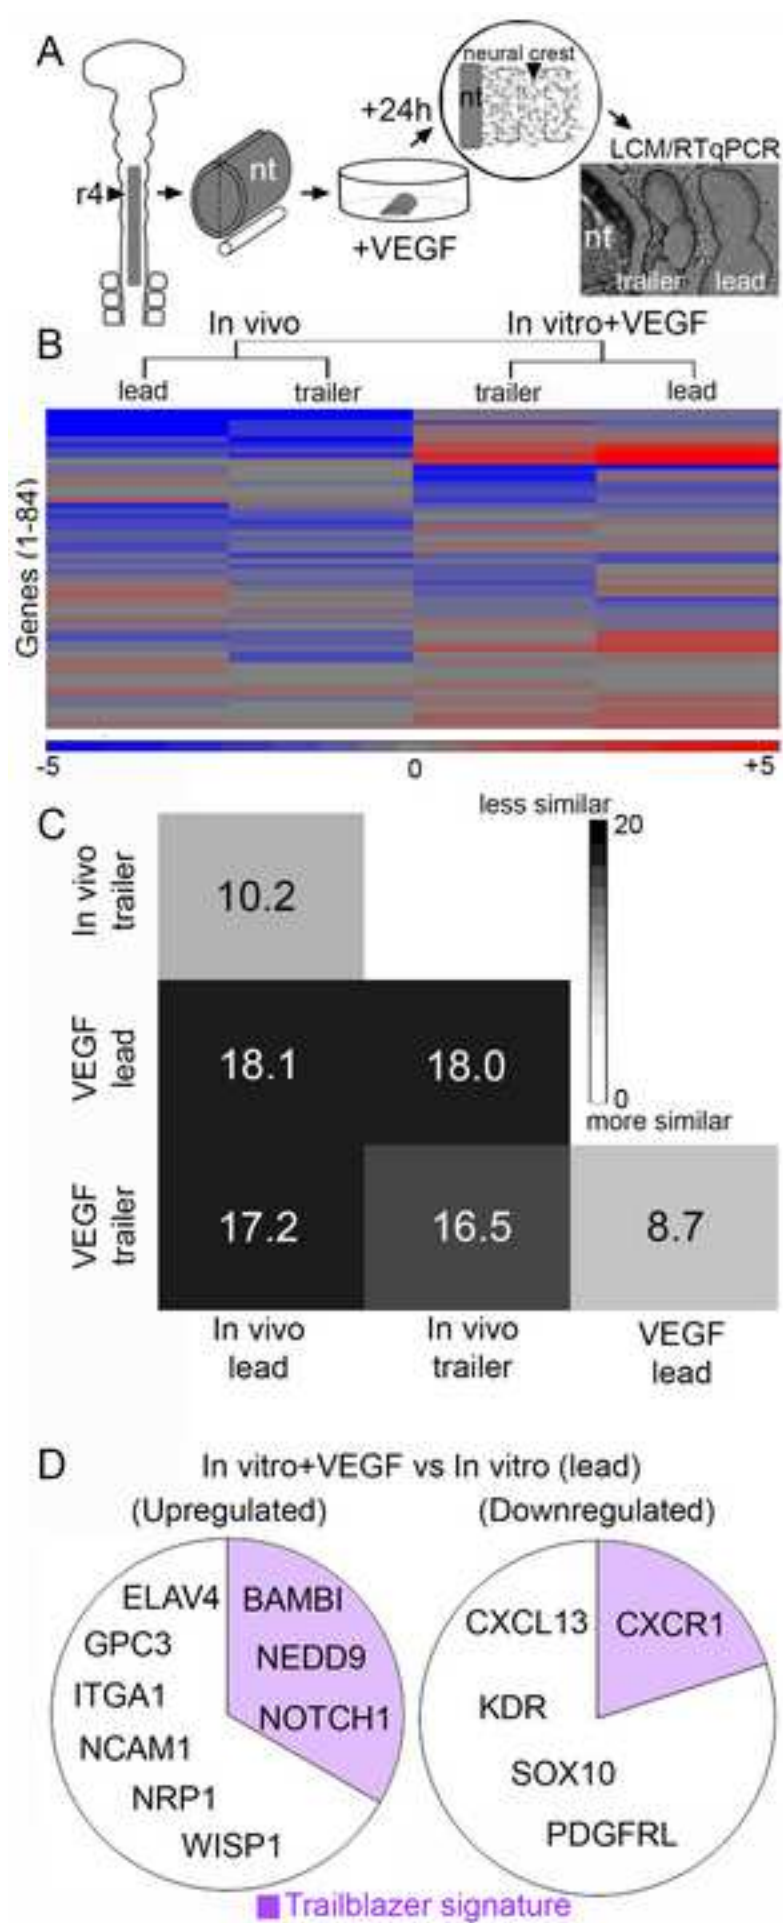 A
neural crest
nt
+24h
r4
nt
+VEGF
LCM/RTqPCR
nt
trailer
lead
B
In vivo
In vitro+VEGF
lead
trailer
trailer
lead
Genes (1-84)
-5
0
+5
C
less similar
20
0
more similar
In vivo
trailer
10.2
VEGF
lead
18.1
18.0
VEGF
trailer
17.2
16.5
8.7
In vivo
lead
In vivo
trailer
VEGF
lead
D
In vitro+VEGF vs In vitro (lead)
(Upregulated)
(Downregulated)
ELAV4
BAMBI
GPC3
NEDD9
ITGA1
NOTCH1
NCAM1
NRP1
WISP1
CXCL13
CXCR1
KDR
SOX10
PDGFRL
Trailblazer signature